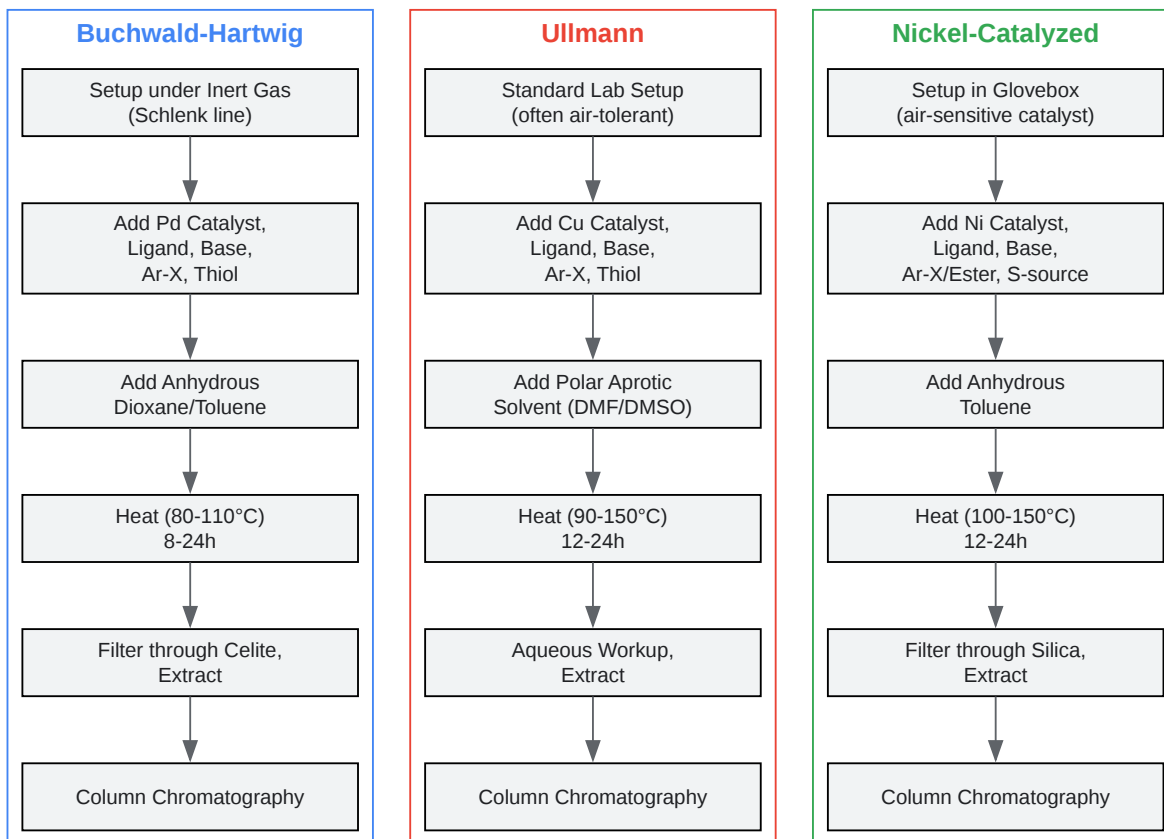 Buchwald-Hartwig
Setup under Inert Gas
(Schlenk line)
Add Pd Catalyst,
Ligand, Base,
Ar-X, Thiol
Add Anhydrous
Dioxane/Toluene
Heat (80-110°C)
8-24h
Filter through Celite,
Extract
Column Chromatography
Ullmann
Standard Lab Setup
(often air-tolerant)
Add Cu Catalyst,
Ligand, Base,
Ar-X, Thiol
Add Polar Aprotic
Solvent (DMF/DMSO)
Heat (90-150°C)
12-24h
Aqueous Workup,
Extract
Column Chromatography
Nickel-Catalyzed
Setup in Glovebox
(air-sensitive catalyst)
Add Ni Catalyst,
Ligand, Base,
Ar-X/Ester, S-source
Add Anhydrous
Toluene
Heat (100-150°C)
12-24h
Filter through Silica,
Extract
Column Chromatography